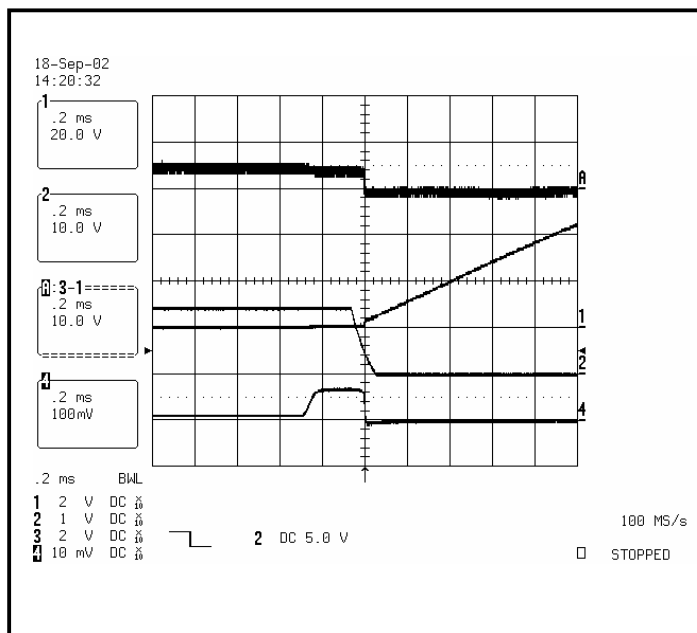 18-Sep-02
14:20:32
1
.2 ms
20.0 V
2
.2 ms
10.0 V
A:3-1
.2 ms
10.0 V
4
.2 ms
100mV
A
1
2
4
.2 ms BWL
1 2 V DC X10
2 1 V DC X10
3 2 V DC X10
4 10 mV DC X10
2 DC 5.0 V
100 MS/s
STOPPED